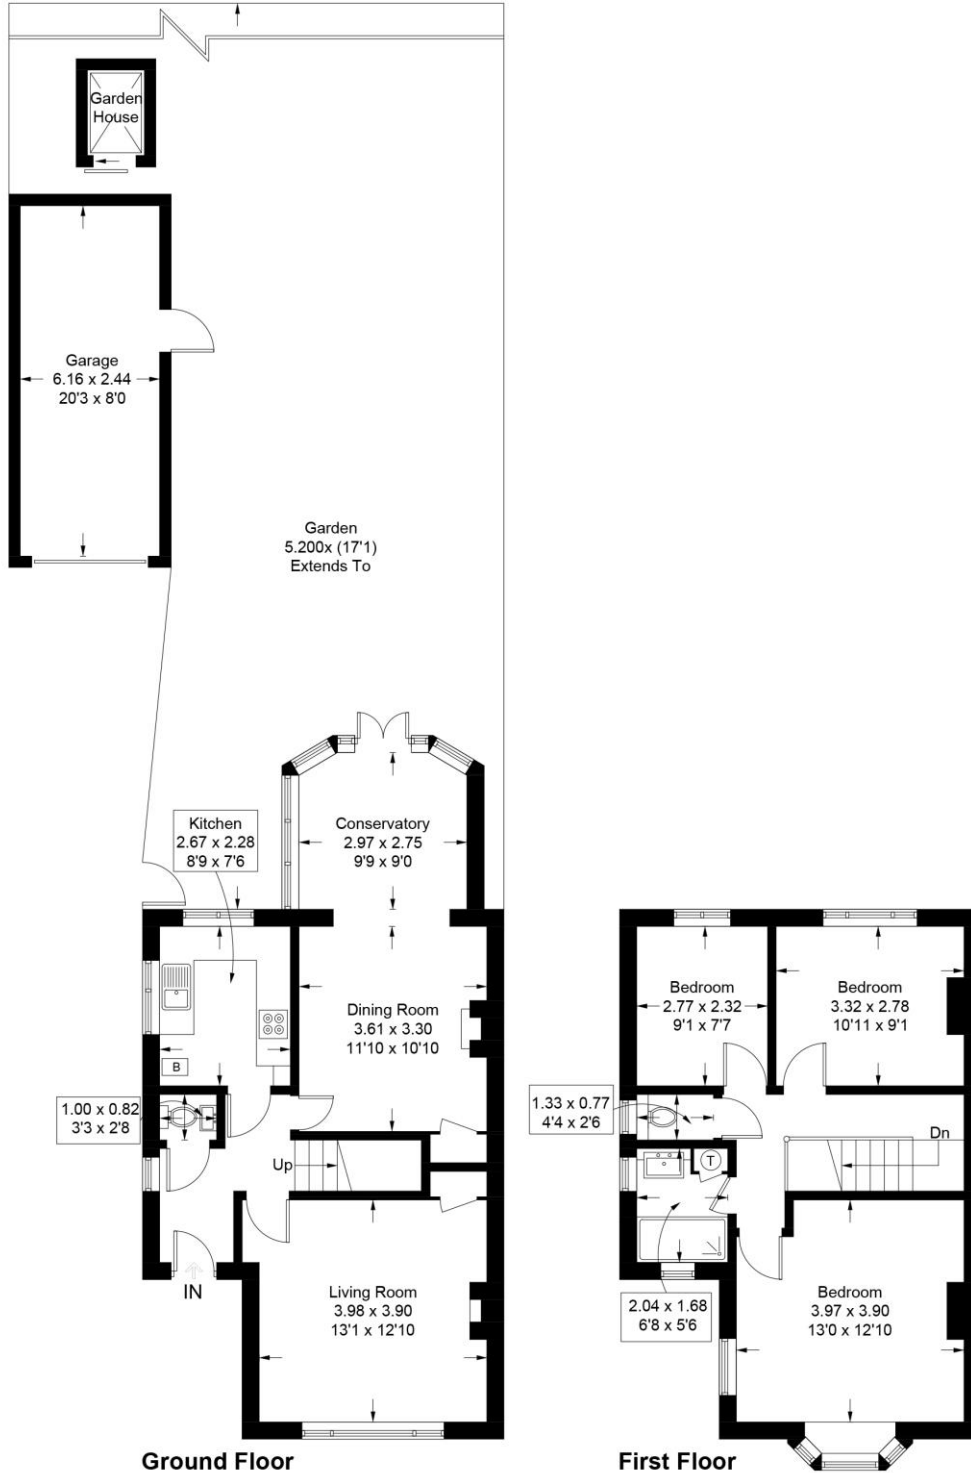 Garden
House
Garage
6.16 x 2.44
20'3 x 8'0
Garden
5.200x (17'1)
Extends To
Kitchen
2.67 x 2.28
8'9 x 7'6
Conservatory
2.97 x 2.75
9'9 x 9'0
Dining Room
3.61 x 3.30
11'10 x 10'10
B
1.00 x 0.82
3'3 x 2'8
Up
IN
Living Room
3.98 x 3.90
13'1 x 12'10
Ground Floor
Bedroom
2.77 x 2.32
9'1 x 7'7
Bedroom
3.32 x 2.78
10'11 x 9'1
1.33 x 0.77
4'4 x 2'6
Dn
T
2.04 x 1.68
6'8 x 5'6
Bedroom
3.97 x 3.90
13'0 x 12'10
First Floor